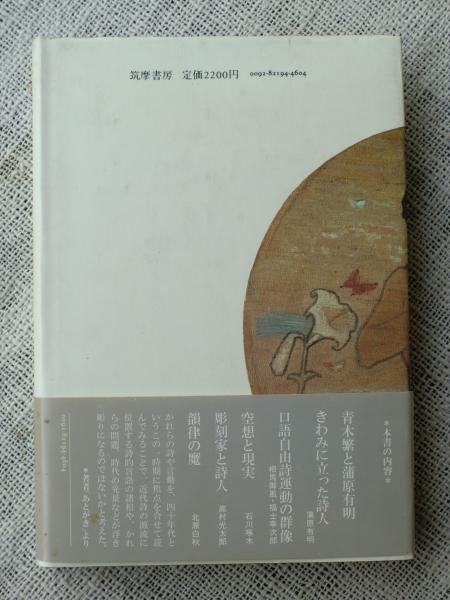 筑摩書房 定価2200円 0092-82194-4604
＊本書の内容＊
青木繁と蒲原有明
きわみに立った詩人
蒲原有明
口語自由詩運動の群像
相馬御風・福士幸次郎
空想と現実
石川啄木
彫刻家と詩人
高村光太郎
韻律の魔
北原白秋
かれらの詩や言動を、四十年代と
いうこの一時期に焦点を合せて読
んでみることで、近代詩の源流に
位置する詩的言語の諸相や、かれ
らの問題、時代の光景などが浮き
彫りになるのではないかと考えた。
＊著者「あとがき」より
0092-82194-4604